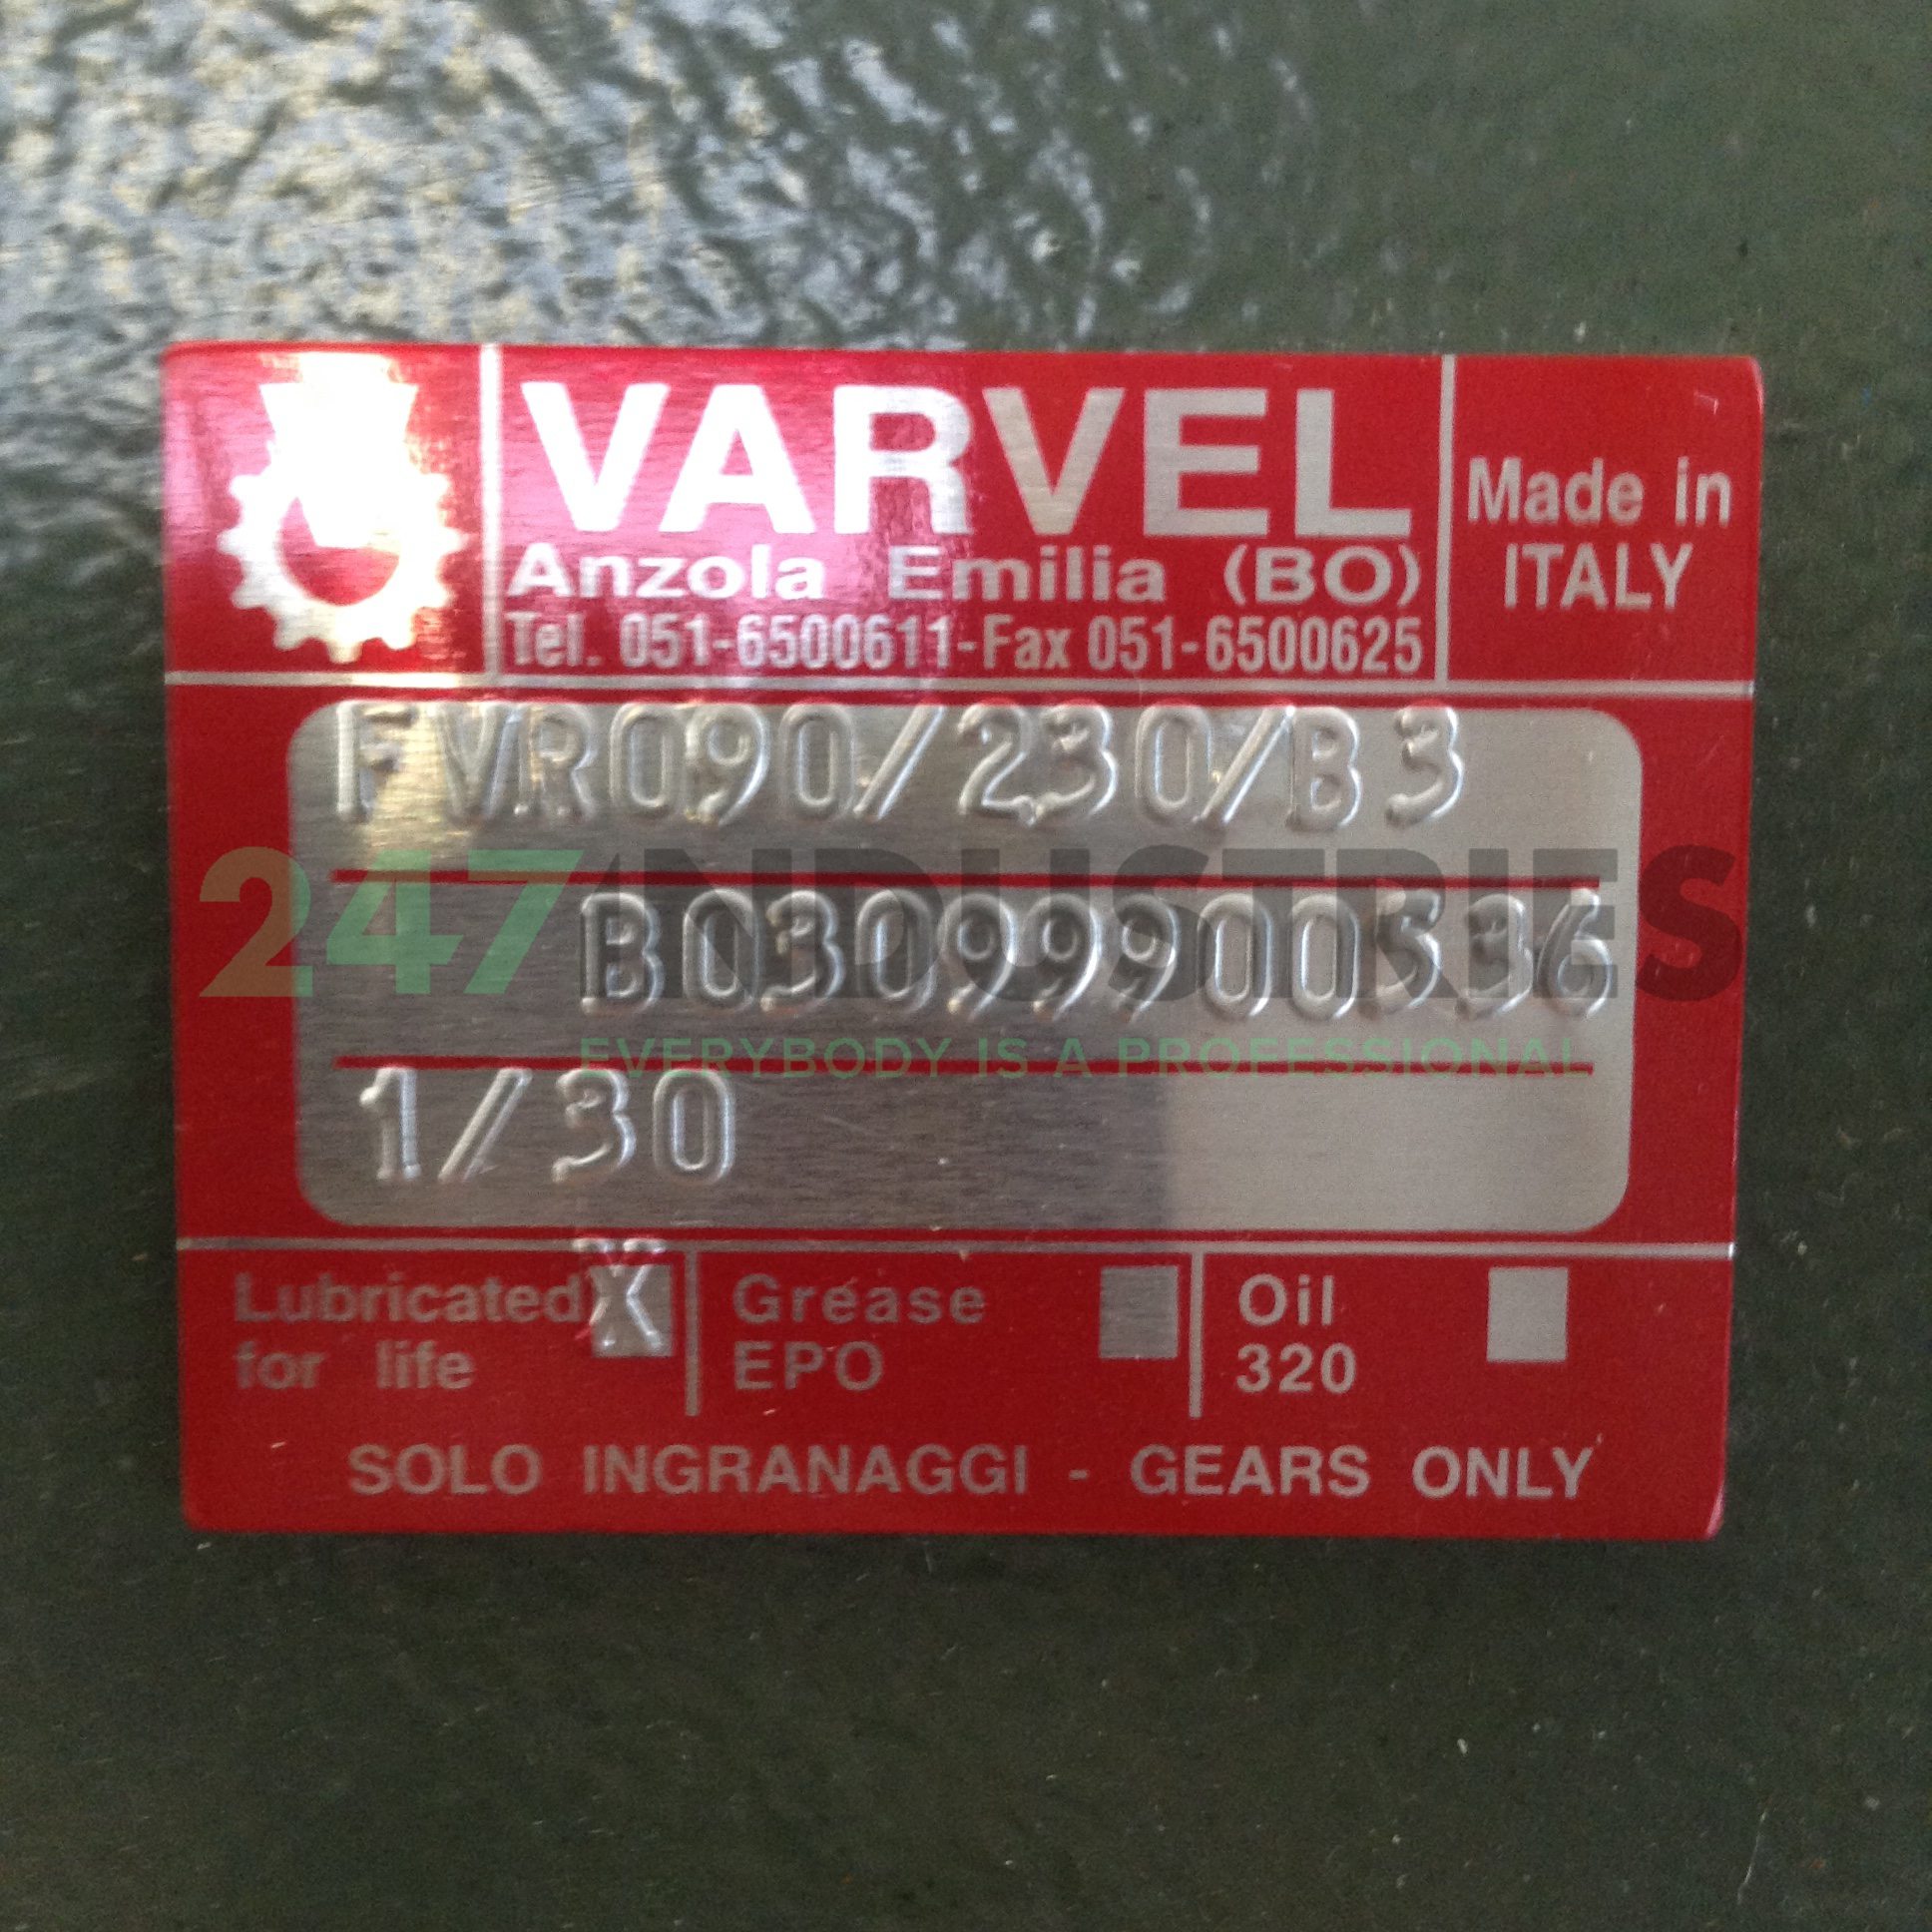 VARVEL
Made in
ITALY
Anzola Emilia (BO)
Tel. 051-6500611-Fax 051-6500625
FVR090/230/B3
247INDUSTRIES
B03099900536
EVERYBODY IS A PROFESSIONAL
1/30
Lubricated X
for life
Grease
EPO
Oil
320
SOLO INGRANAGGI - GEARS ONLY